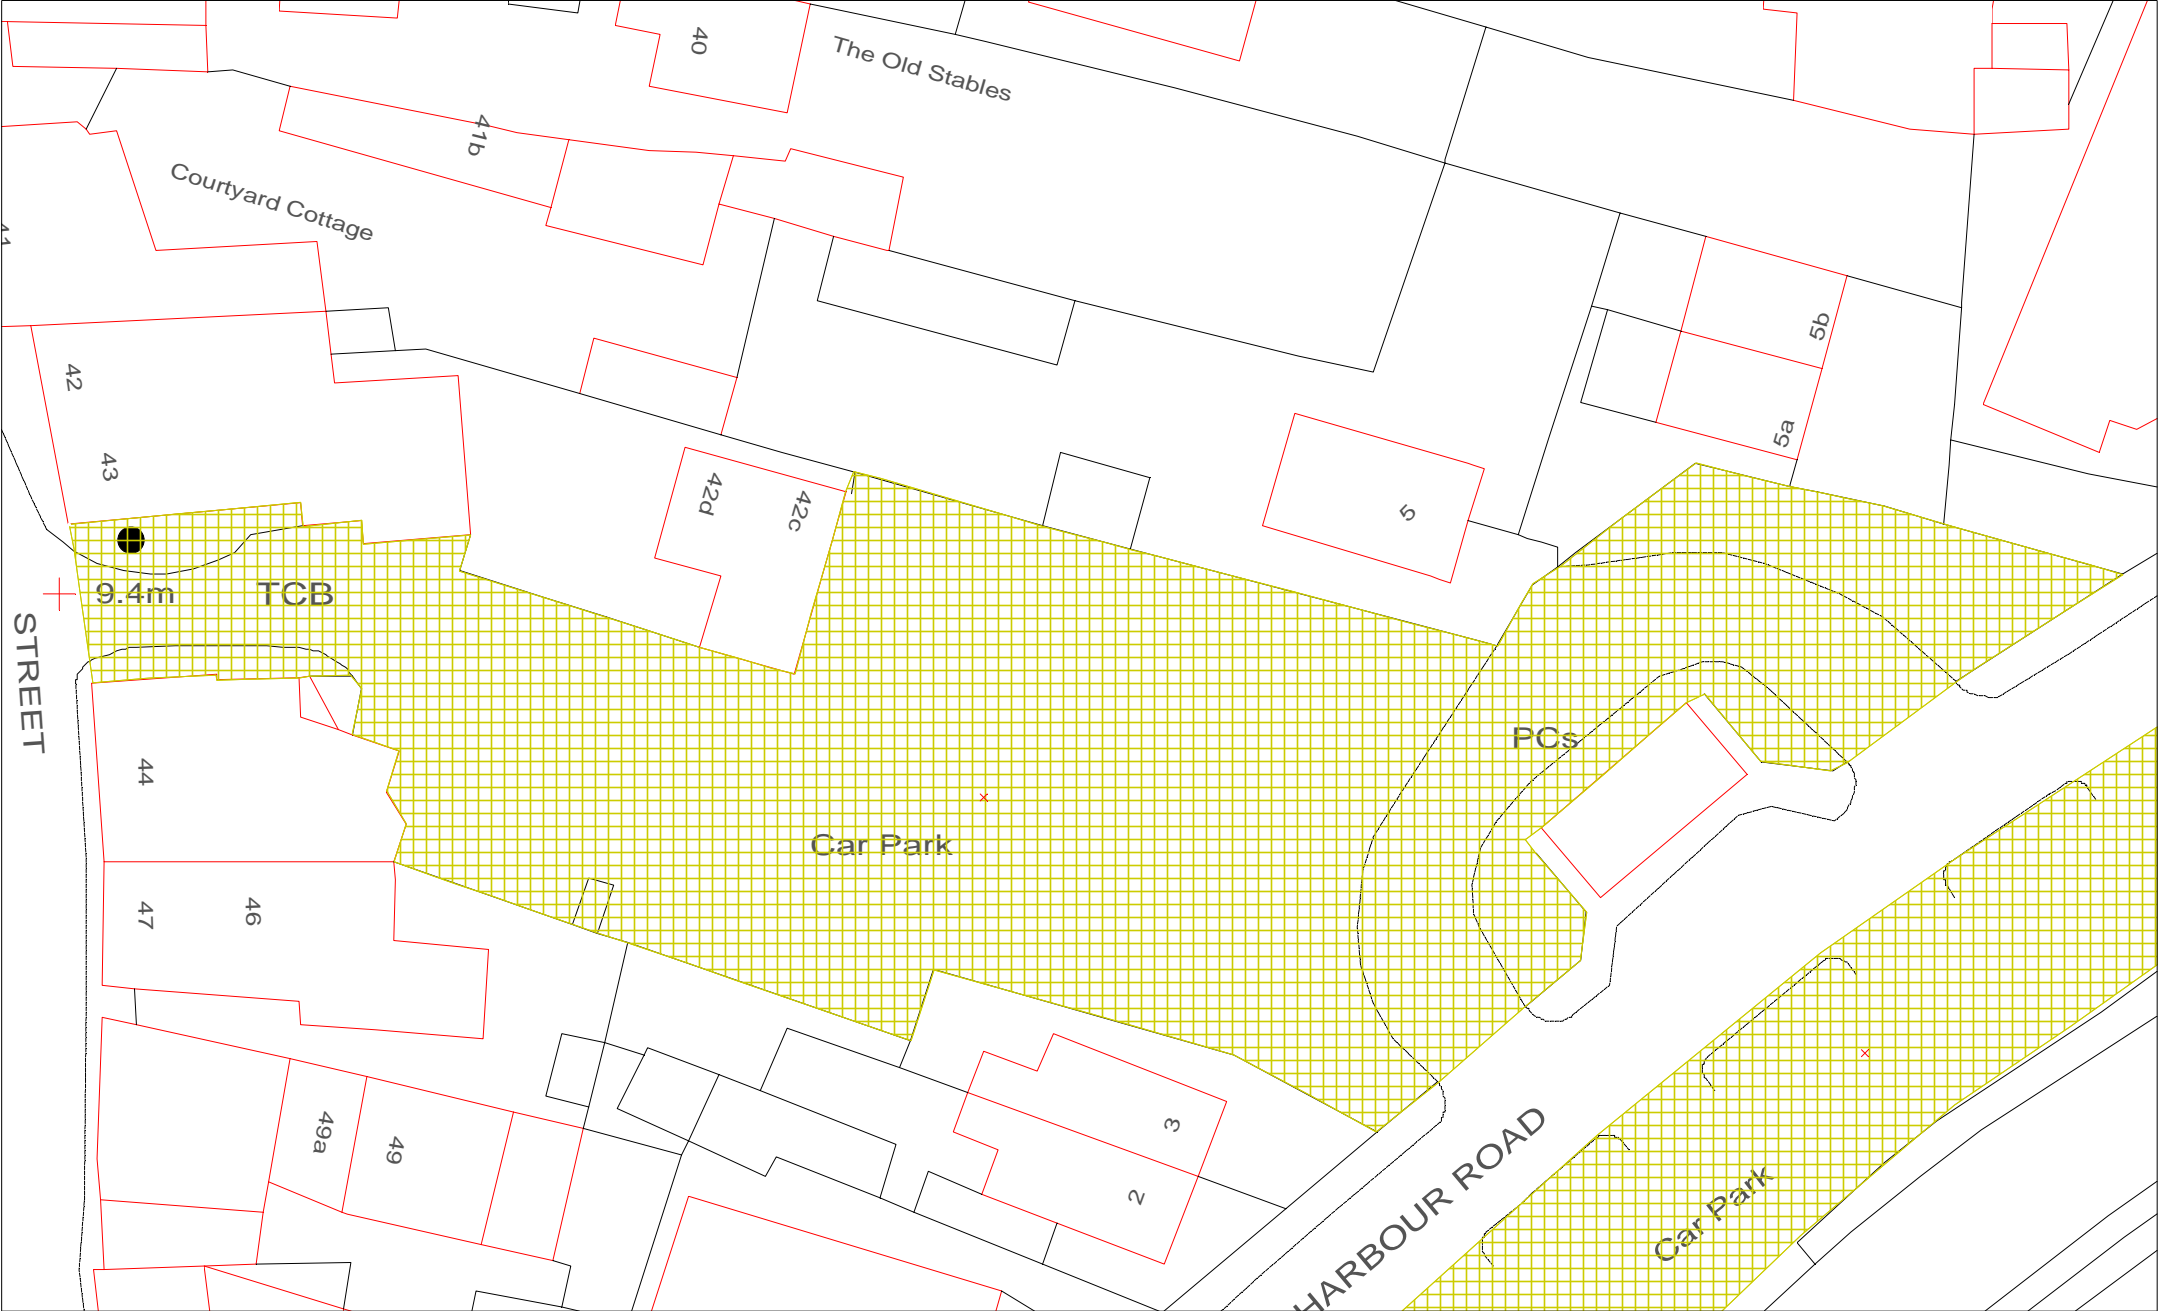 40
The Old Stables
41b
Courtyard Cottage
41
5b
42
5a
43
42d
42c
5
9.4m
TCB
STREET
PCs
44
Car Park
47
46
3
49a
49
2
HARBOUR ROAD
Car Park